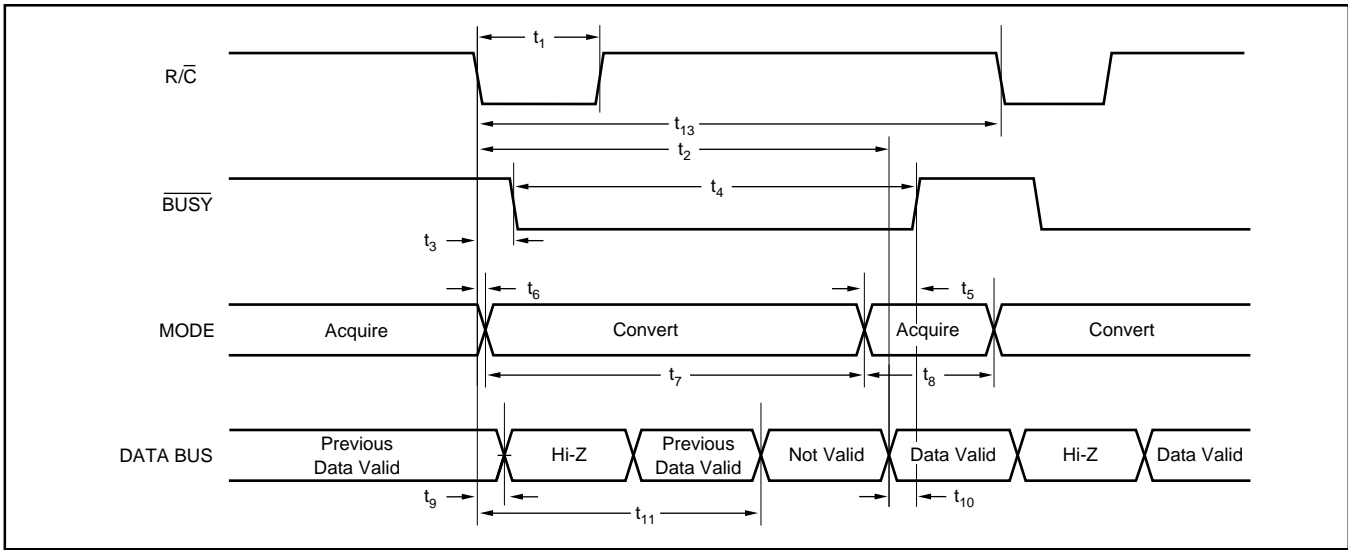 t₁
R/C̅
t₁₃
t₂
t₄
B̅U̅S̅Y̅
t₃
t₆
t₅
MODE
Acquire
Convert
Acquire
Convert
t₇
t₈
DATA BUS
Previous
Data Valid
Hi-Z
Previous
Data Valid
Not Valid
Data Valid
Hi-Z
Data Valid
t₉
t₁₀
t₁₁